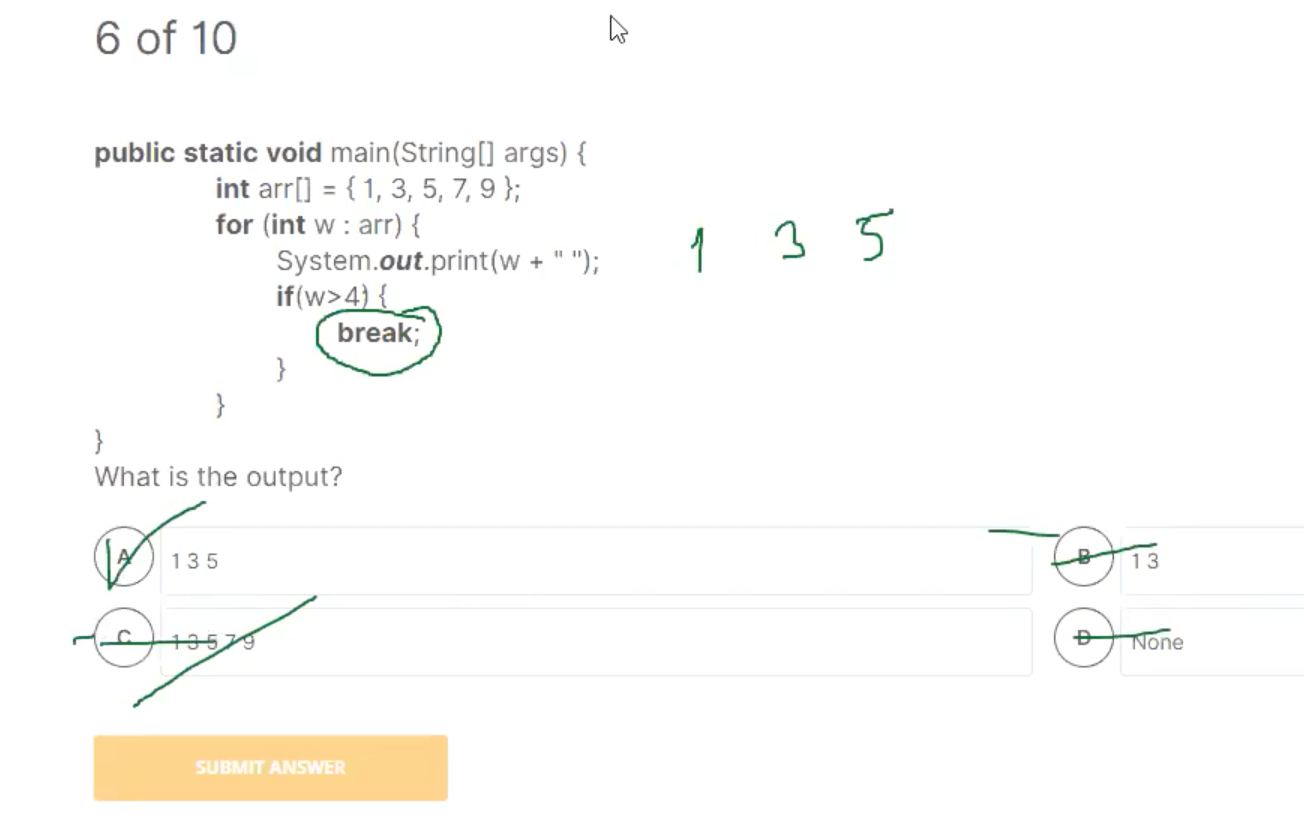 6 of 10
public static void main(String[] args) {
int arr[] = { 1, 3, 5, 7, 9 };
for (int w : arr) {
System.out.print(w + " ");
1 3 5
if(w>4) {
break;
}
}
}
What is the output?
A 1 3 5
B 1 3
C 1 3 5 7 9
D None
SUBMIT ANSWER